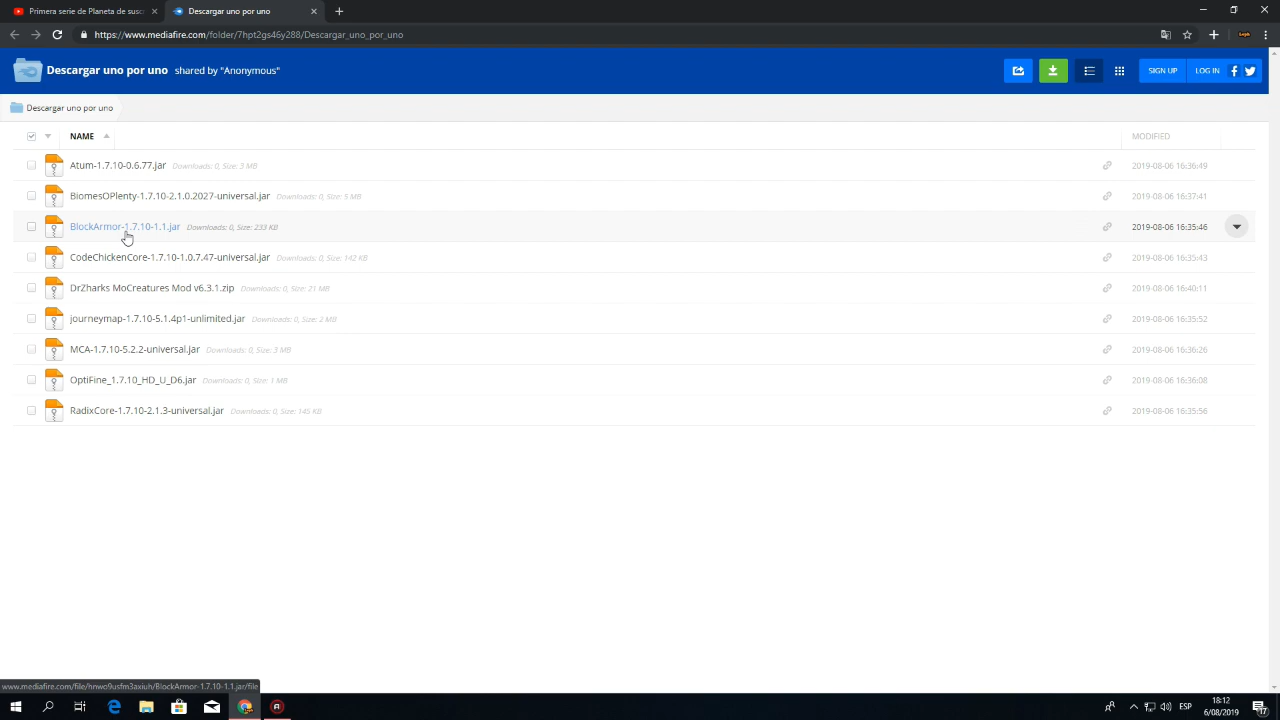 Primera serie de Planeta de susc
Descargar uno por uno
https://www.mediafire.com/folder/7hpt2gs46y288/Descargar_uno_por_uno
Descargar uno por uno shared by "Anonymous"
SIGN UP LOG IN
Descargar uno por uno
NAME MODIFIED
Atum-1.7.10-0.6.77.jar Downloads: 0, Size: 3 MB 2019-08-06 16:36:49
BiomesOPlenty-1.7.10-2.1.0.2027-universal.jar Downloads: 0, Size: 5 MB 2019-08-06 16:37:41
BlockArmor-1.7.10-1.1.jar Downloads: 0, Size: 233 KB 2019-08-06 16:35:46
CodeChickenCore-1.7.10-1.0.7.47-universal.jar Downloads: 0, Size: 142 KB 2019-08-06 16:35:43
DrZharks MoCreatures Mod v6.3.1.zip Downloads: 0, Size: 21 MB 2019-08-06 16:40:11
journeymap-1.7.10-5.1.4p1-unlimited.jar Downloads: 0, Size: 2 MB 2019-08-06 16:35:52
MCA-1.7.10-5.2.2-universal.jar Downloads: 0, Size: 3 MB 2019-08-06 16:36:26
OptiFine_1.7.10_HD_U_D6.jar Downloads: 0, Size: 1 MB 2019-08-06 16:36:08
RadixCore-1.7.10-2.1.3-universal.jar Downloads: 0, Size: 145 KB 2019-08-06 16:35:56
www.mediafire.com/file/hnwo9usfm3axiuh/BlockArmor-1.7.10-1.1.jar/file
ESP
18:12
6/08/2019
17